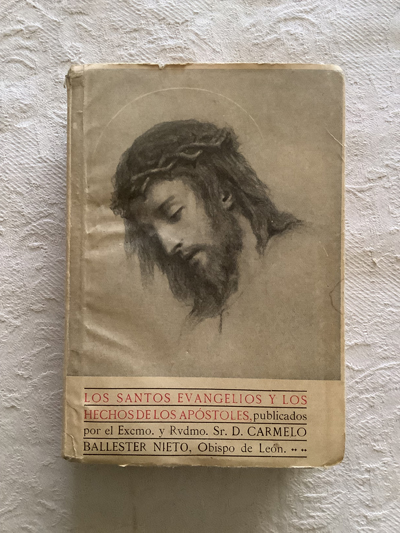 LOS SANTOS EVANGELIOS Y LOS
HECHOS DE LOS APÓSTOLES, publicados
por el Excmo. y Rvdmo. Sr. D. CARMELO
BALLESTER NIETO, Obispo de León.